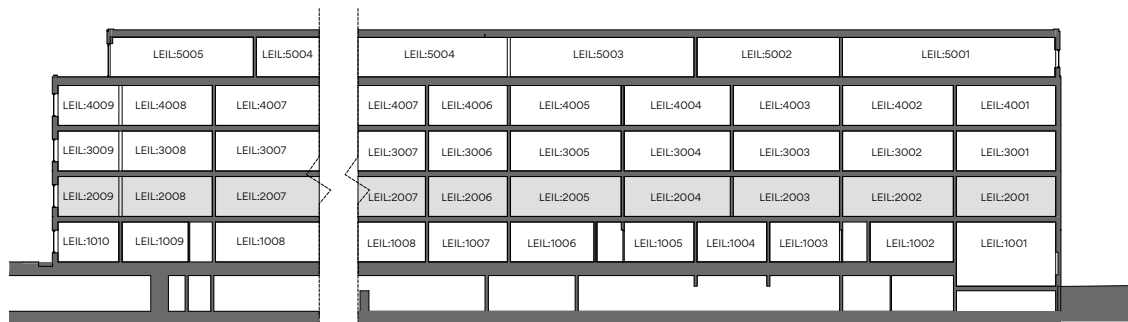 LEIL:5005 LEIL:5004 LEIL:5004 LEIL:5003 LEIL:5002 LEIL:5001
LEIL:4009 LEIL:4008 LEIL:4007 LEIL:4007 LEIL:4006 LEIL:4005 LEIL:4004 LEIL:4003 LEIL:4002 LEIL:4001
LEIL:3009 LEIL:3008 LEIL:3007 LEIL:3007 LEIL:3006 LEIL:3005 LEIL:3004 LEIL:3003 LEIL:3002 LEIL:3001
LEIL:2009 LEIL:2008 LEIL:2007 LEIL:2007 LEIL:2006 LEIL:2005 LEIL:2004 LEIL:2003 LEIL:2002 LEIL:2001
LEIL:1010 LEIL:1009 LEIL:1008 LEIL:1008 LEIL:1007 LEIL:1006 LEIL:1005 LEIL:1004 LEIL:1003 LEIL:1002 LEIL:1001